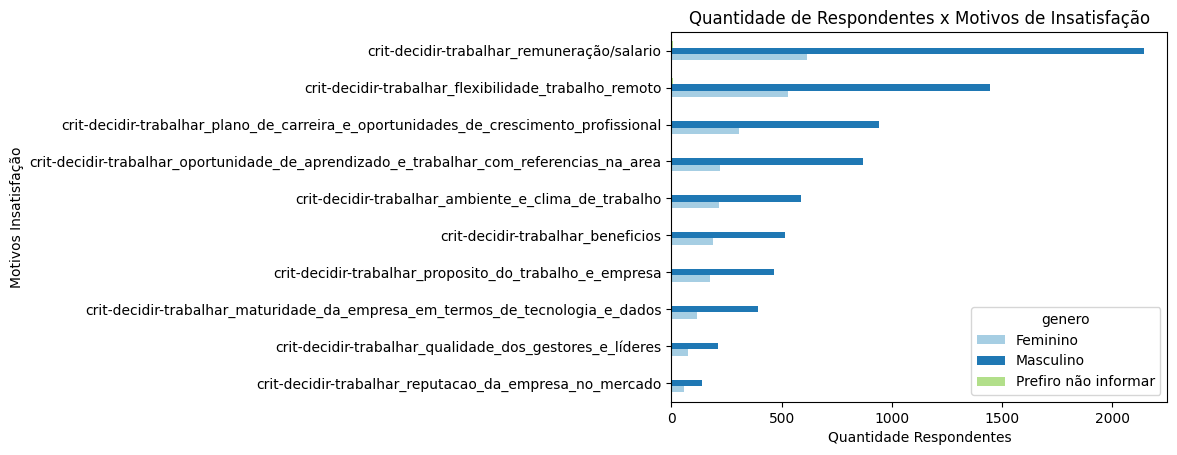 Quantidade de Respondentes x Motivos de Insatisfação
Motivos Insatisfação
crit-decidir-trabalhar_remuneração/salario
crit-decidir-trabalhar_flexibilidade_trabalho_remoto
crit-decidir-trabalhar_plano_de_carreira_e_oportunidades_de_crescimento_profissional
crit-decidir-trabalhar_oportunidade_de_aprendizado_e_trabalhar_com_referencias_na_area
crit-decidir-trabalhar_ambiente_e_clima_de_trabalho
crit-decidir-trabalhar_beneficios
crit-decidir-trabalhar_proposito_do_trabalho_e_empresa
crit-decidir-trabalhar_maturidade_da_empresa_em_termos_de_tecnologia_e_dados
crit-decidir-trabalhar_qualidade_dos_gestores_e_líderes
crit-decidir-trabalhar_reputacao_da_empresa_no_mercado
genero
Feminino
Masculino
Prefiro não informar
0 500 1000 1500 2000
Quantidade Respondentes